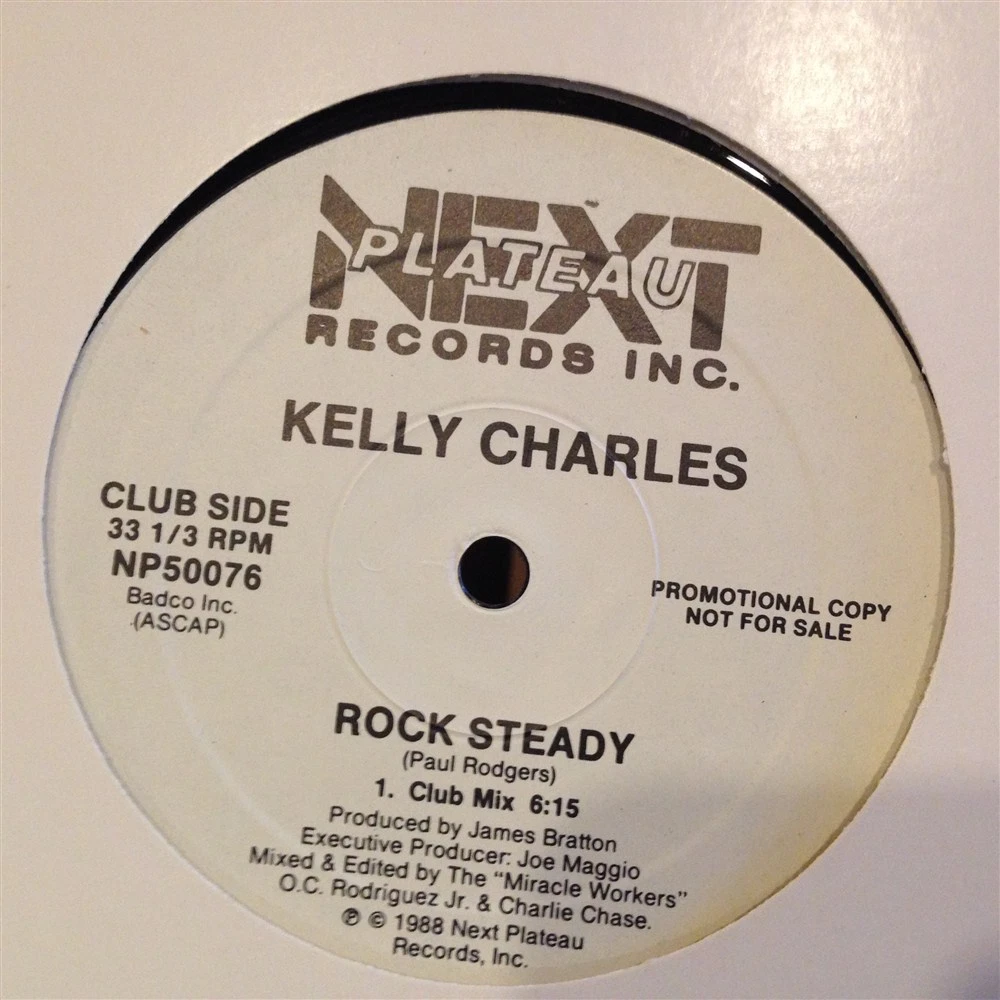 NEXT
PLATEAU
RECORDS INC.
KELLY CHARLES
CLUB SIDE
33 1/3 RPM
NP50076
Badco Inc.
(ASCAP)
PROMOTIONAL COPY
NOT FOR SALE
ROCK STEADY
(Paul Rodgers)
1. Club Mix 6:15
Produced by James Bratton
Executive Producer: Joe Maggio
Mixed & Edited by The "Miracle Workers"
O.C. Rodriguez Jr. & Charlie Chase.
℗ © 1988 Next Plateau
Records, Inc.